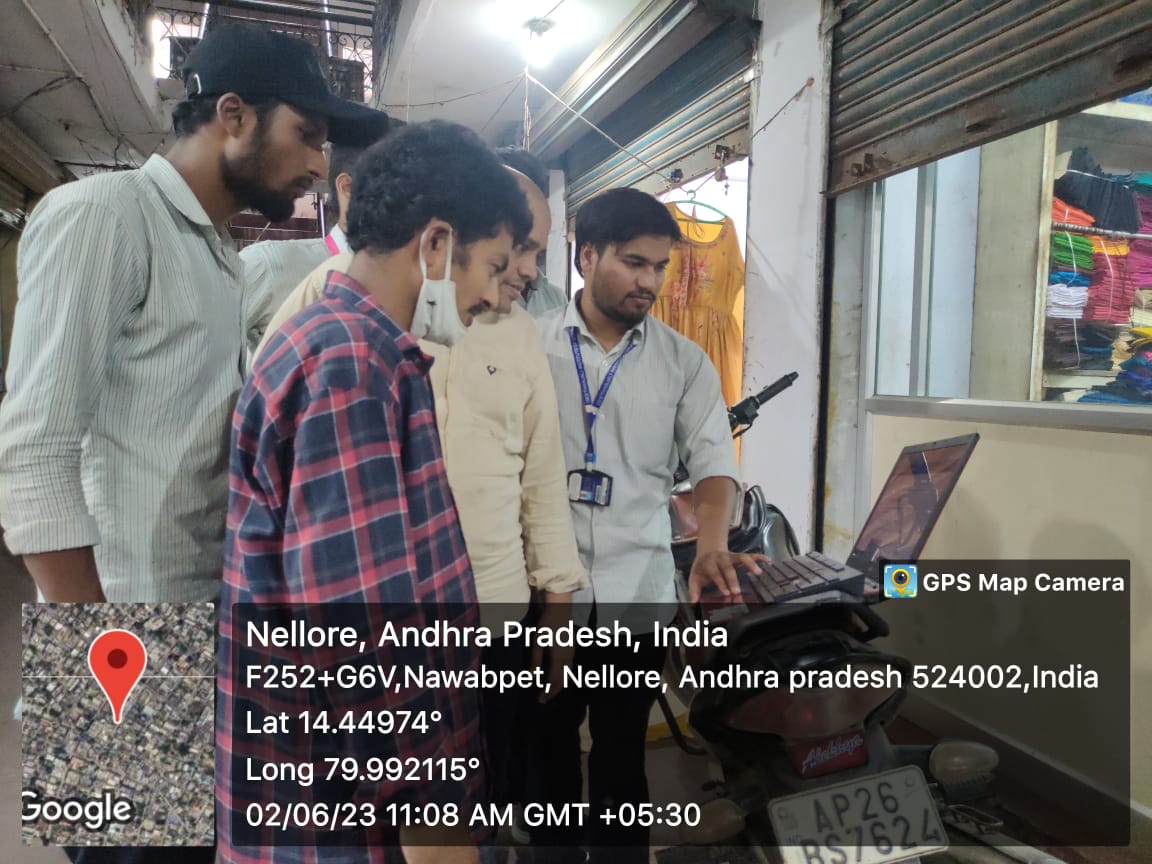 GPS Map Camera
Nellore, Andhra Pradesh, India
F252+G6V,Nawabpet, Nellore, Andhra pradesh 524002,India
Lat 14.44974°
Long 79.992115°
02/06/23 11:08 AM GMT +05:30
Google
AP26
BS7624